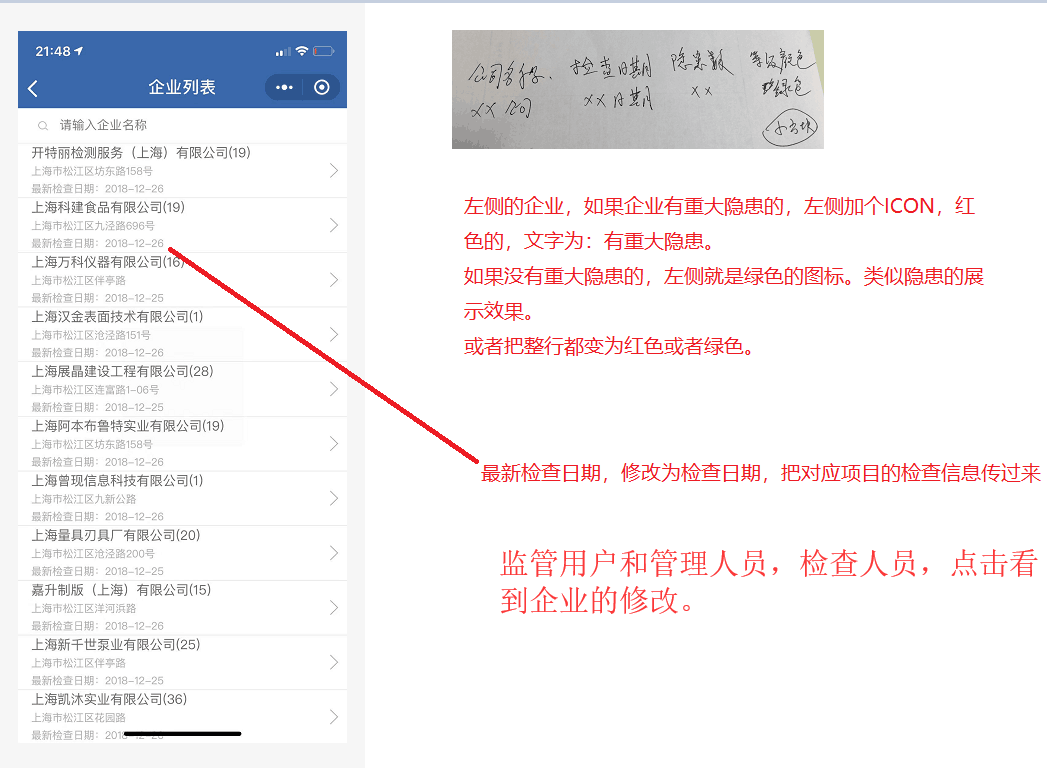 21:48
企业列表
请输入企业名称
开特丽检测服务（上海）有限公司(19)
上海市松江区坊东路158号
最新检查日期：2018-12-26
上海科建食品有限公司(19)
上海市松江区九泾路696号
最新检查日期：2018-12-26
上海万科仪器有限公司(16)
上海市松江区伴亭路
最新检查日期：2018-12-25
上海汉金表面技术有限公司(1)
上海市松江区沧泾路151号
最新检查日期：2018-12-26
上海展晶建设工程有限公司(28)
上海市松江区连富路1-06号
最新检查日期：2018-12-25
上海阿本布鲁特实业有限公司(19)
上海市松江区坊东路158号
最新检查日期：2018-12-26
上海曾现信息科技有限公司(1)
上海市松江区九新公路
最新检查日期：2018-12-26
上海量具刃具厂有限公司(20)
上海市松江区沧泾路200号
最新检查日期：2018-12-25
嘉升制版（上海）有限公司(15)
上海市松江区洋河浜路
最新检查日期：2018-12-26
上海新千世泵业有限公司(25)
上海市松江区伴亭路
最新检查日期：2018-12-25
上海凯沐实业有限公司(36)
上海市松江区花园路
最新检查日期：
公司名称. 检查日期 隐患数 等级颜色
XX公司 XX日期 XX 绿色
小方块
左侧的企业，如果企业有重大隐患的，左侧加个ICON，红
色的，文字为：有重大隐患。
如果没有重大隐患的，左侧就是绿色的图标。类似隐患的展
示效果。
或者把整行都变为红色或者绿色。
最新检查日期，修改为检查日期，把对应项目的检查信息传过来
监管用户和管理人员，检查人员，点击看
到企业的修改。